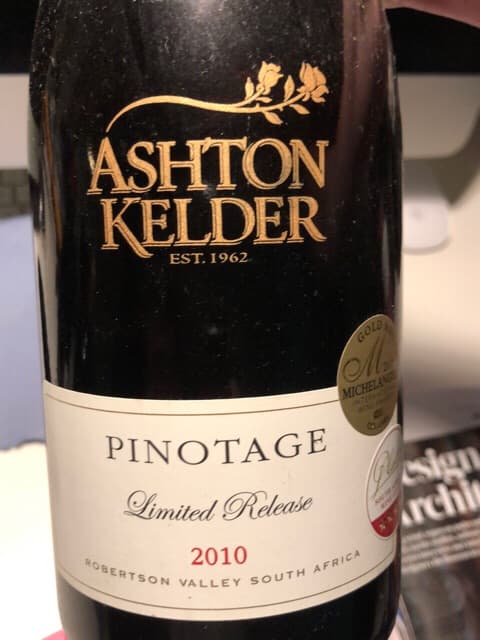 ASHTON
KELDER
EST. 1962
GOLD
M
MICHELANGELO
PINOTAGE
Limited Release
2010
ROBERTSON VALLEY SOUTH AFRICA